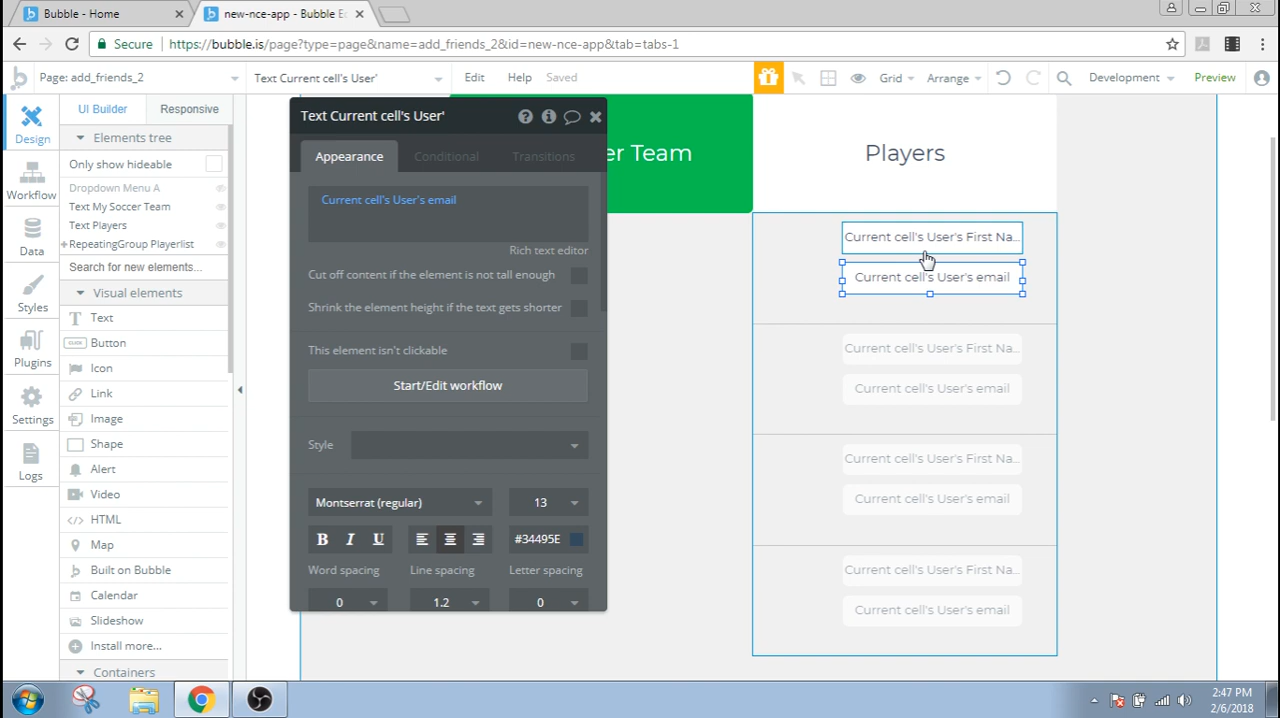 Bubble - Home
new-nce-app - Bubble Ec
Secure
https://bubble.is/page?type=page&name=add_friends_2&id=new-nce-app&tab=tabs-1
Page: add_friends_2
Text Current cell's User'
Edit
Help
Saved
Grid
Arrange
Development
Preview
Design
Workflow
Data
Styles
Plugins
Settings
Logs
UI Builder
Responsive
Elements tree
Only show hideable
Dropdown Menu A
Text My Soccer Team
Text Players
RepeatingGroup Playerlist
Search for new elements...
Visual elements
Text
CLICK
Button
Icon
Link
Image
Shape
Alert
Video
</> HTML
Map
Built on Bubble
Calendar
Slideshow
Install more...
Containers
Text Current cell's User'
Appearance
Conditional
Transitions
Current cell's User's email
Rich text editor
Cut off content if the element is not tall enough
Shrink the element height if the text gets shorter
This element isn't clickable
Start/Edit workflow
Style
Montserrat (regular)
13
B I U
#34495E
Word spacing
Line spacing
Letter spacing
0
1.2
0
er Team
Players
Current cell's User's First Na...
Current cell's User's email
Current cell's User's First Na...
Current cell's User's email
Current cell's User's First Na...
Current cell's User's email
Current cell's User's First Na...
Current cell's User's email
2:47 PM
2/6/2018